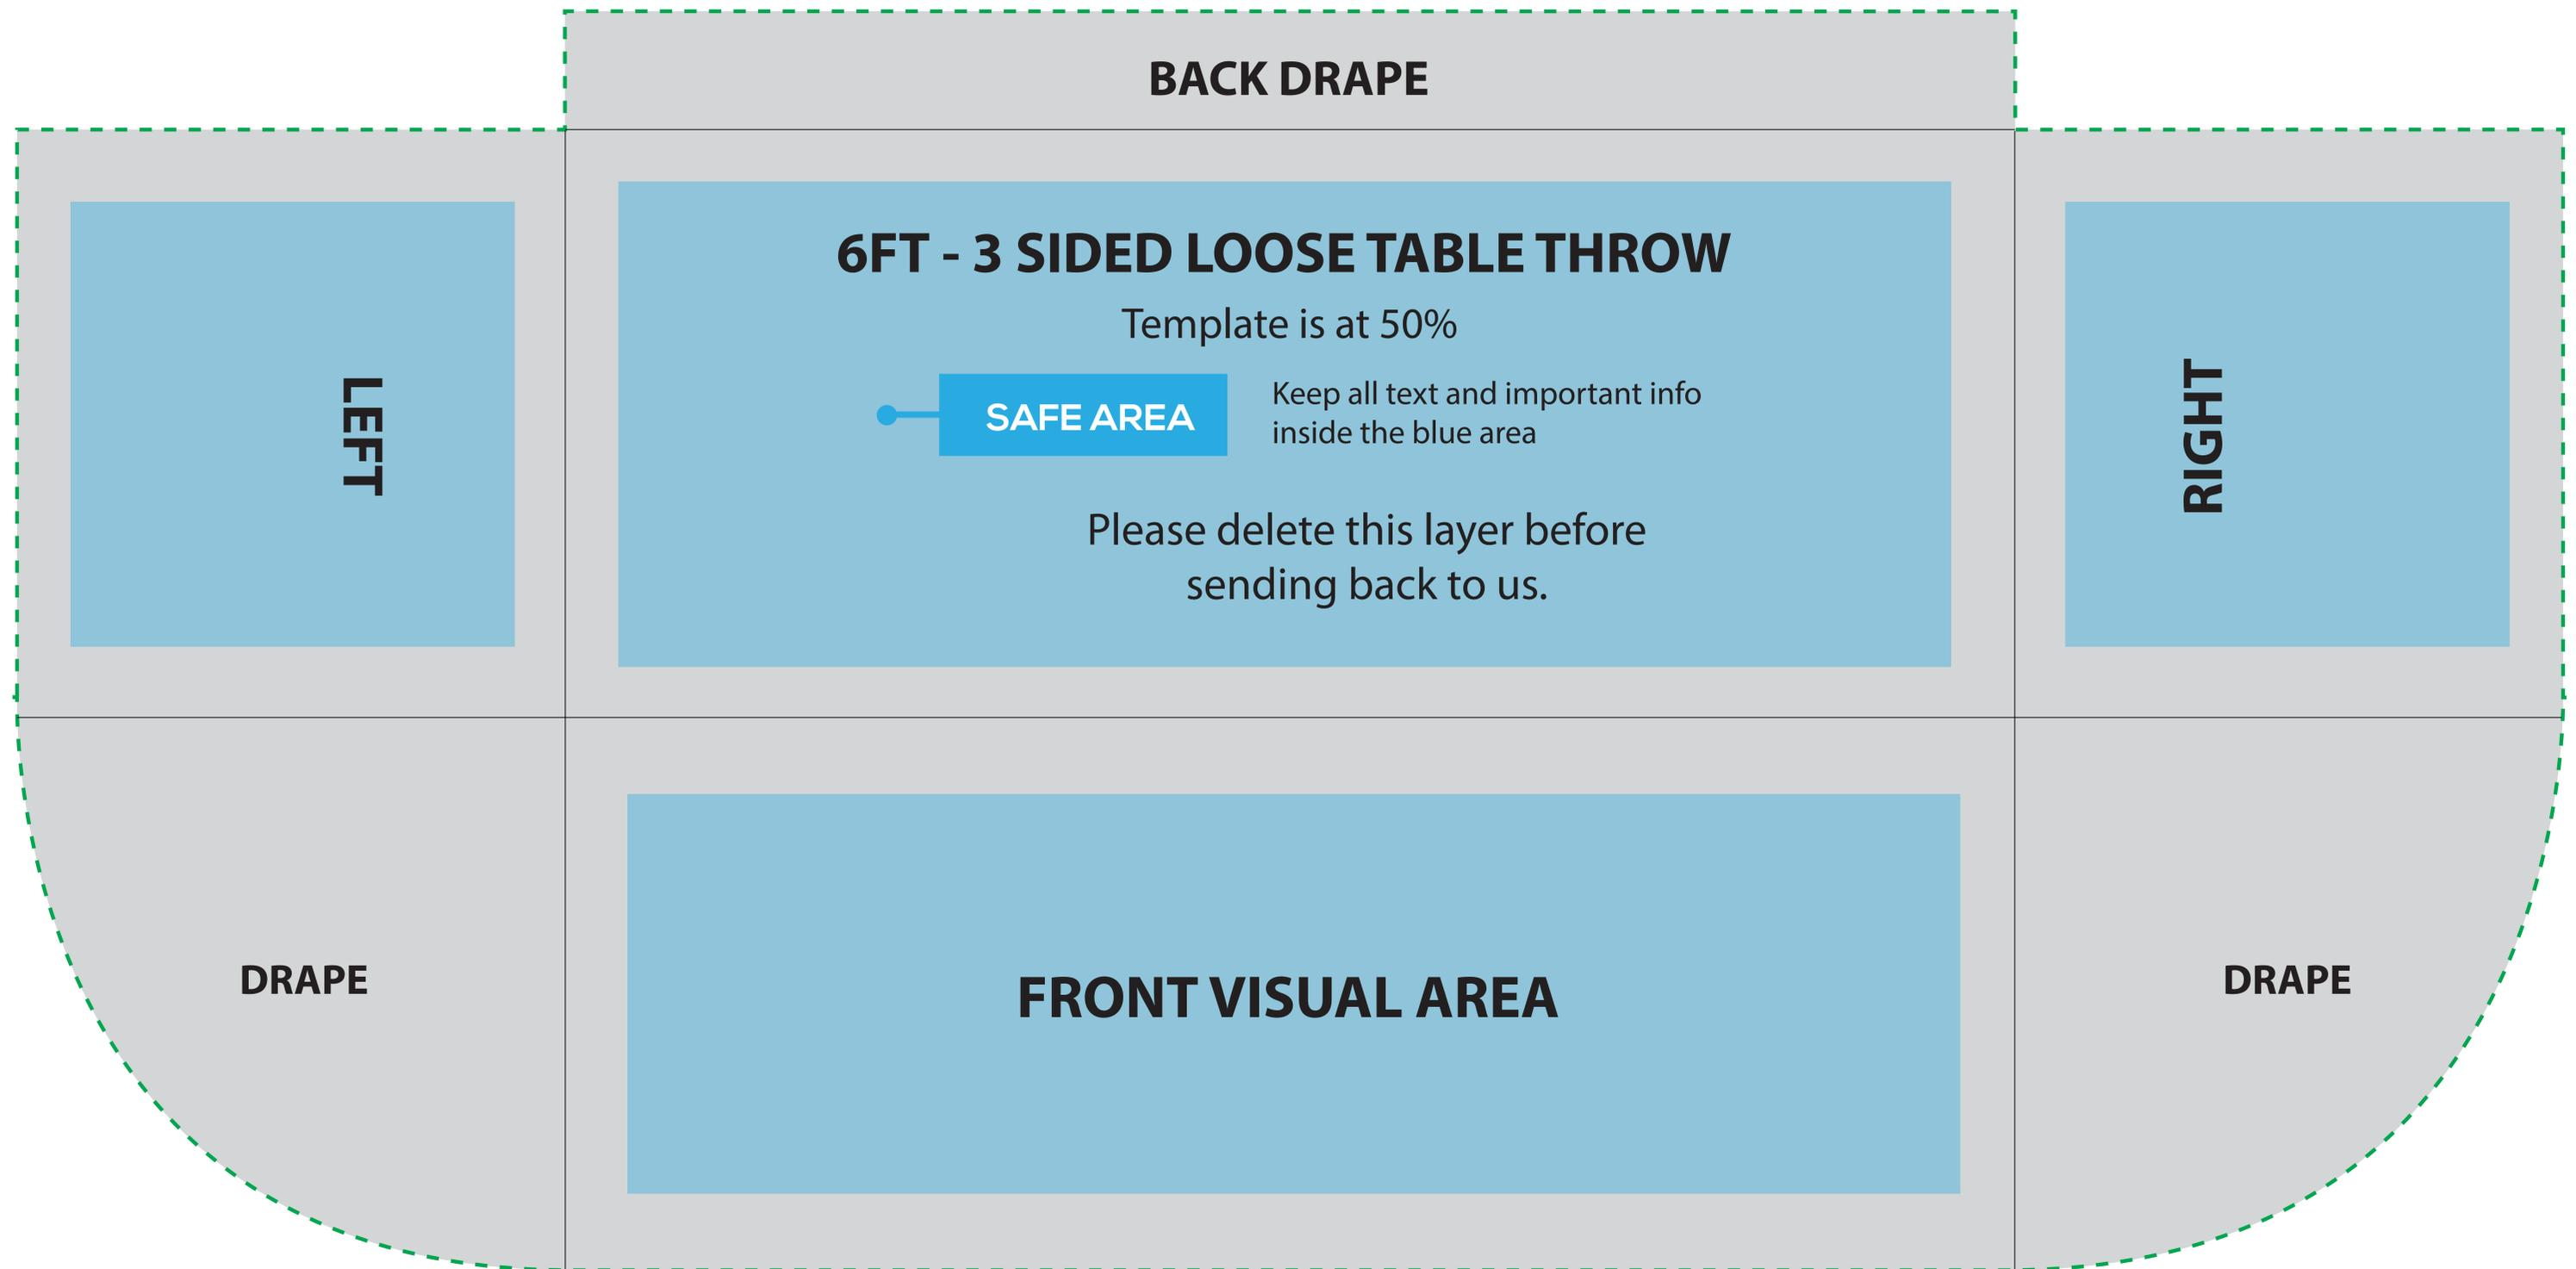 BACK DRAPE
6FT - 3 SIDED LOOSE TABLE THROW
Template is at 50%
SAFE AREA
Keep all text and important info
inside the blue area
Please delete this layer before
sending back to us.
LEFT
RIGHT
DRAPE
FRONT VISUAL AREA
DRAPE